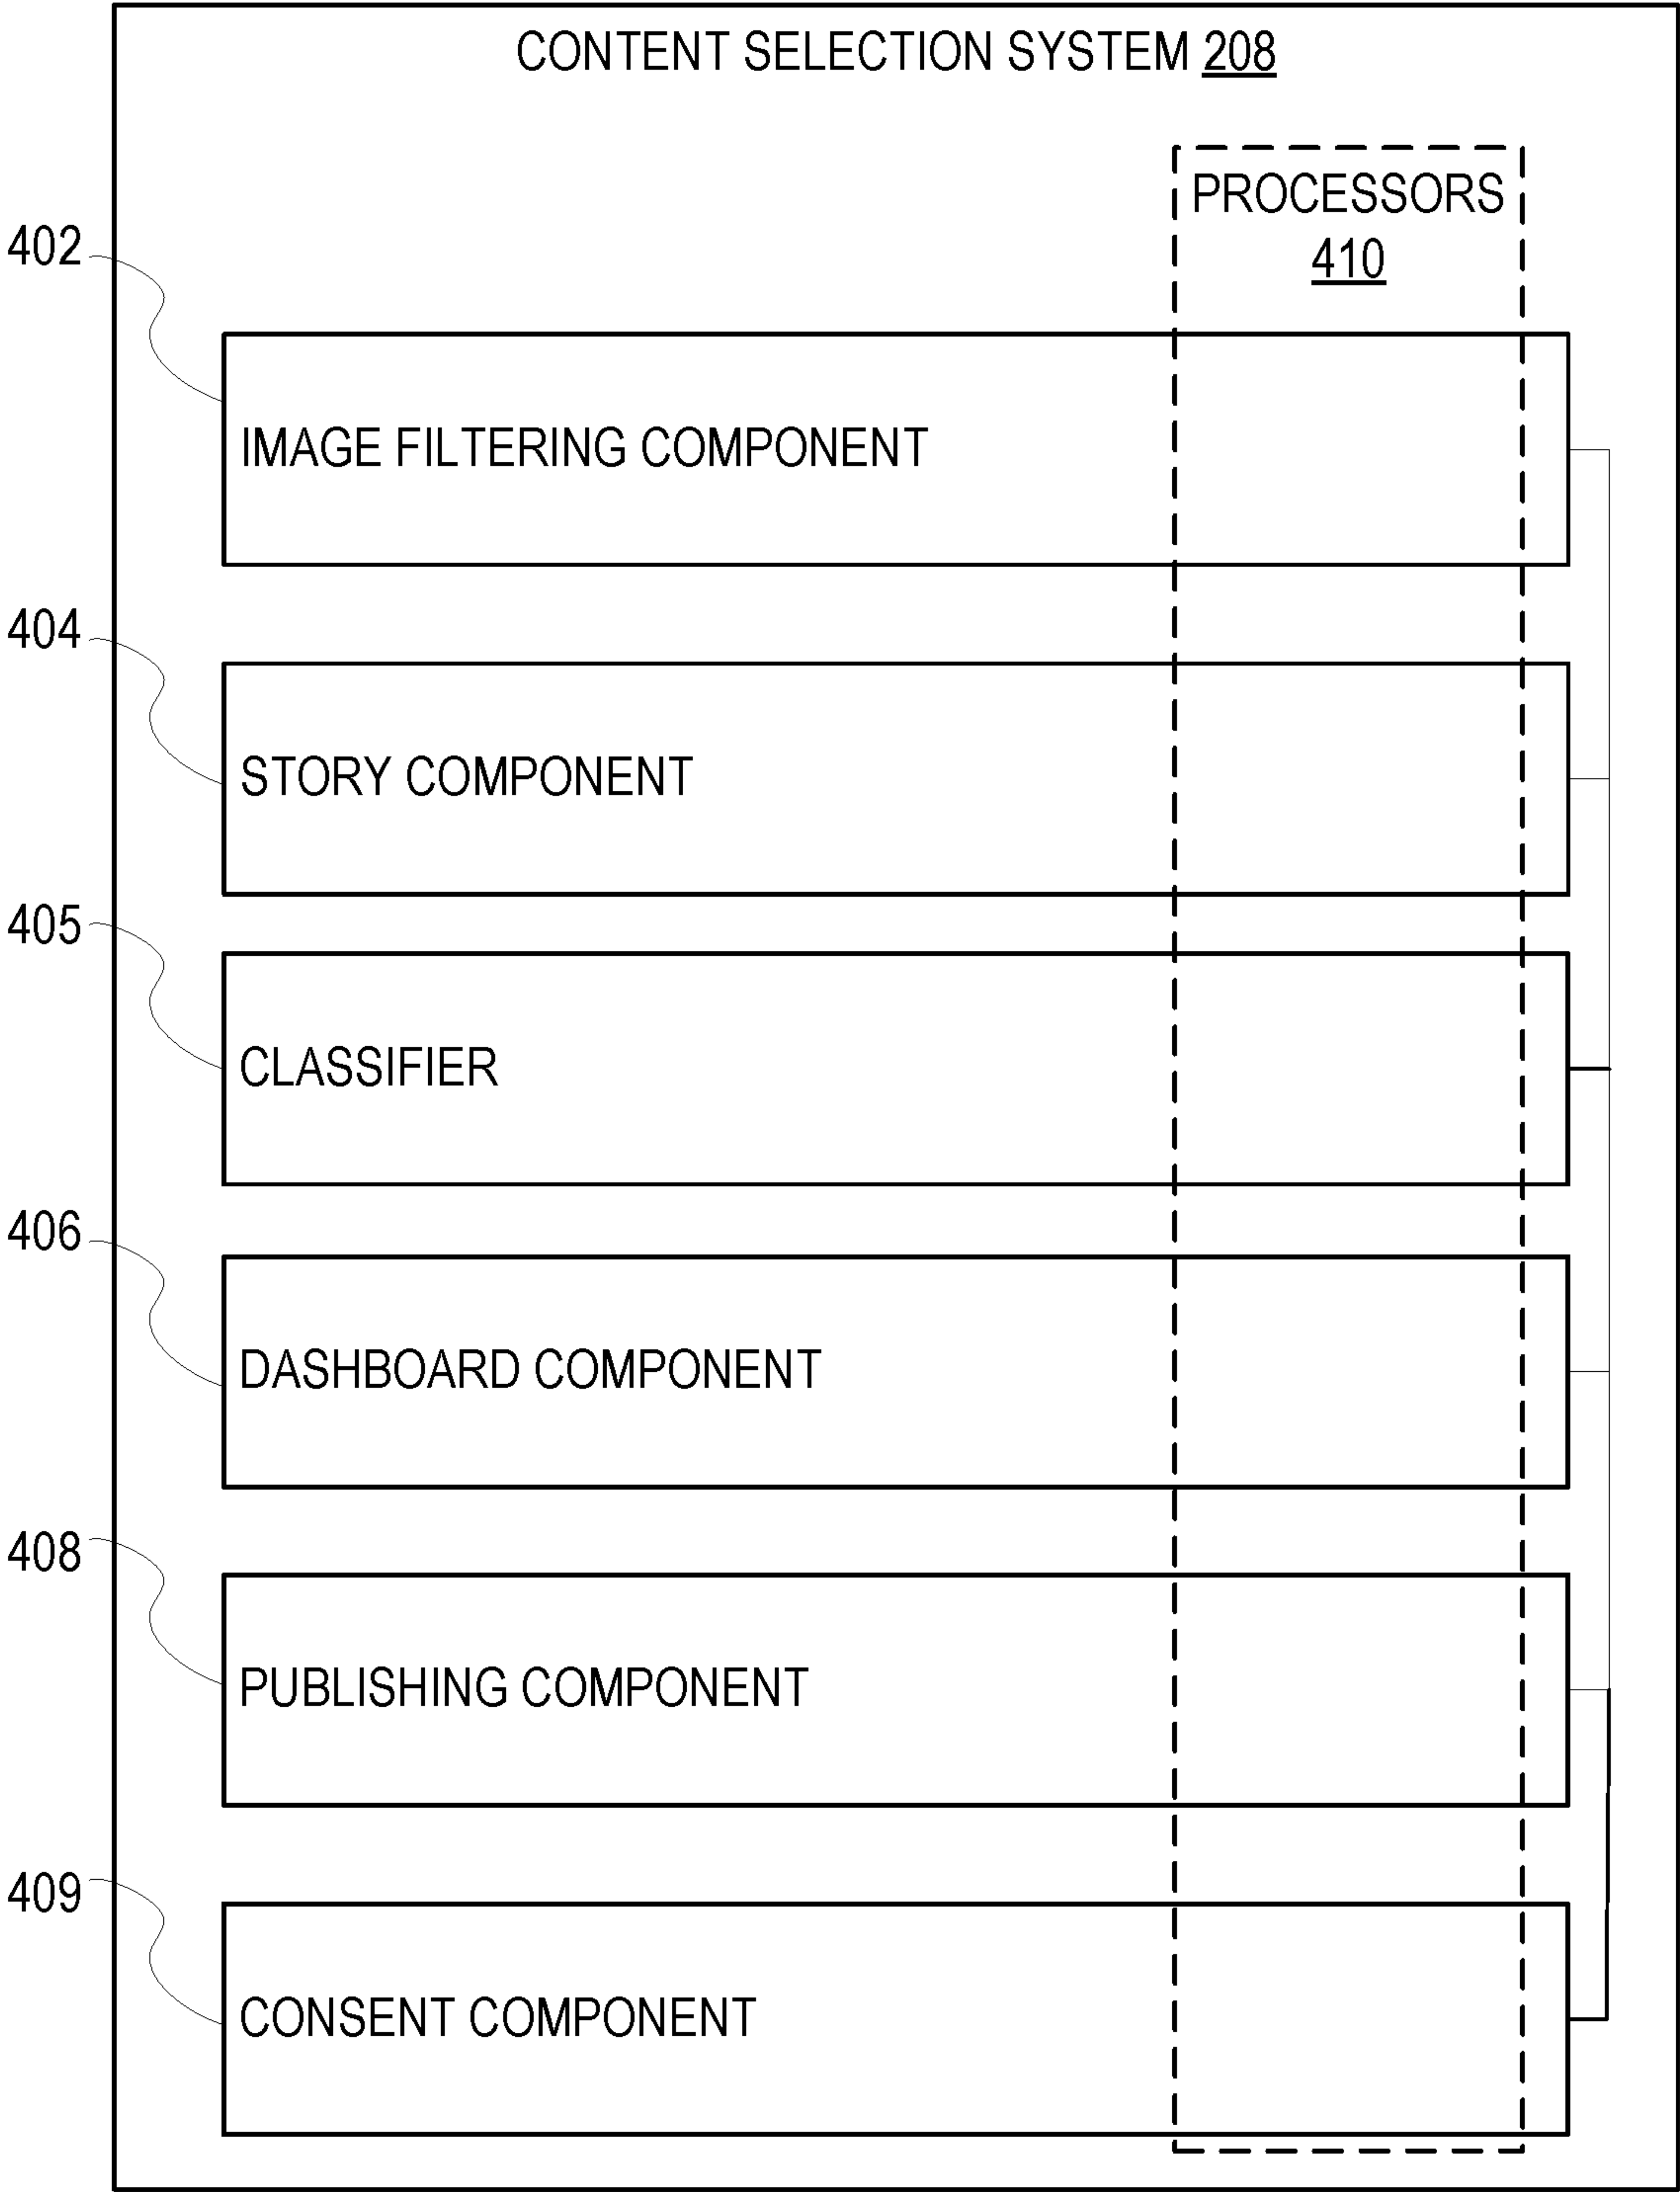 CONTENT SELECTION SYSTEM 208
PROCESSORS
410
402
IMAGE FILTERING COMPONENT
404
STORY COMPONENT
405
CLASSIFIER
406
DASHBOARD COMPONENT
408
PUBLISHING COMPONENT
409
CONSENT COMPONENT